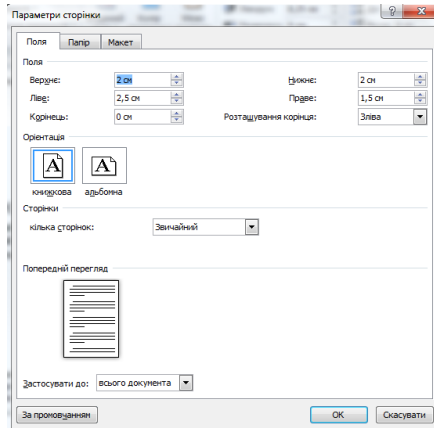 Параметри сторінки
Поля Папір Макет
Поля
Верхнє: 2 см Нижнє: 2 см
Ліве: 2,5 см Праве: 1,5 см
Корінець: 0 см Розташування корінця: Зліва
Орієнтація
A A
книжкова альбомна
Сторінки
кілька сторінок: Звичайний
Попередній перегляд
Застосувати до: всього документа
За промовчанням OK Скасувати